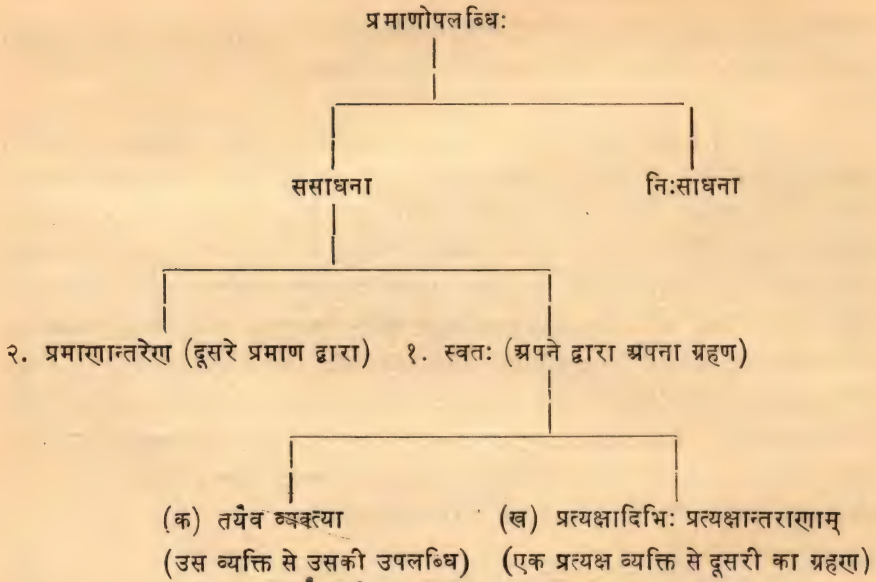 प्रमाणोपलब्धिः
ससाधना निःसाधना
२. प्रमाणान्तरेण (दूसरे प्रमाण द्वारा) १. स्वतः (अपने द्वारा अपना ग्रहण)
(क) तयैव व्यक्त्या (ख) प्रत्यक्षादिभिः प्रत्यक्षान्तराणाम्
(उस व्यक्ति से उसकी उपलब्धि) (एक प्रत्यक्ष व्यक्ति से दूसरी का ग्रहण)